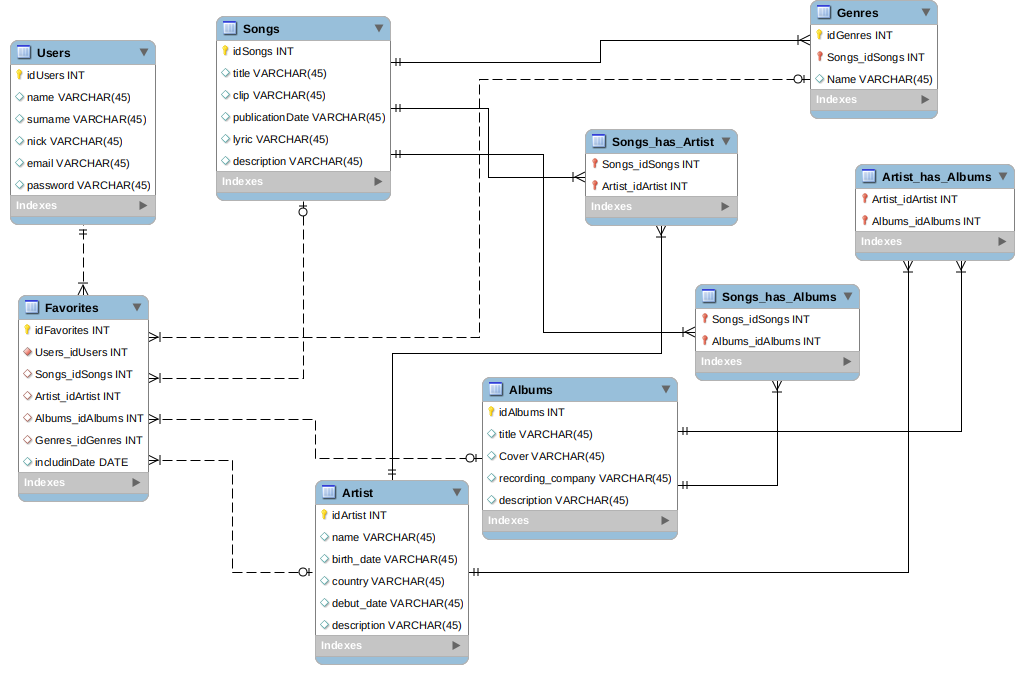 Users
idUsers INT
name VARCHAR(45)
surname VARCHAR(45)
nick VARCHAR(45)
email VARCHAR(45)
password VARCHAR(45)
Indexes
Songs
idSongs INT
title VARCHAR(45)
clip VARCHAR(45)
publicationDate VARCHAR(45)
lyric VARCHAR(45)
description VARCHAR(45)
Indexes
Genres
idGenres INT
Songs_idSongs INT
Name VARCHAR(45)
Indexes
Songs_has_Artist
Songs_idSongs INT
Artist_idArtist INT
Indexes
Artist_has_Albums
Artist_idArtist INT
Albums_idAlbums INT
Indexes
Favorites
idFavorites INT
Users_idUsers INT
Songs_idSongs INT
Artist_idArtist INT
Albums_idAlbums INT
Genres_idGenres INT
includinDate DATE
Indexes
Songs_has_Albums
Songs_idSongs INT
Albums_idAlbums INT
Indexes
Albums
idAlbums INT
title VARCHAR(45)
Cover VARCHAR(45)
recording_company VARCHAR(45)
description VARCHAR(45)
Indexes
Artist
idArtist INT
name VARCHAR(45)
birth_date VARCHAR(45)
country VARCHAR(45)
debut_date VARCHAR(45)
description VARCHAR(45)
Indexes